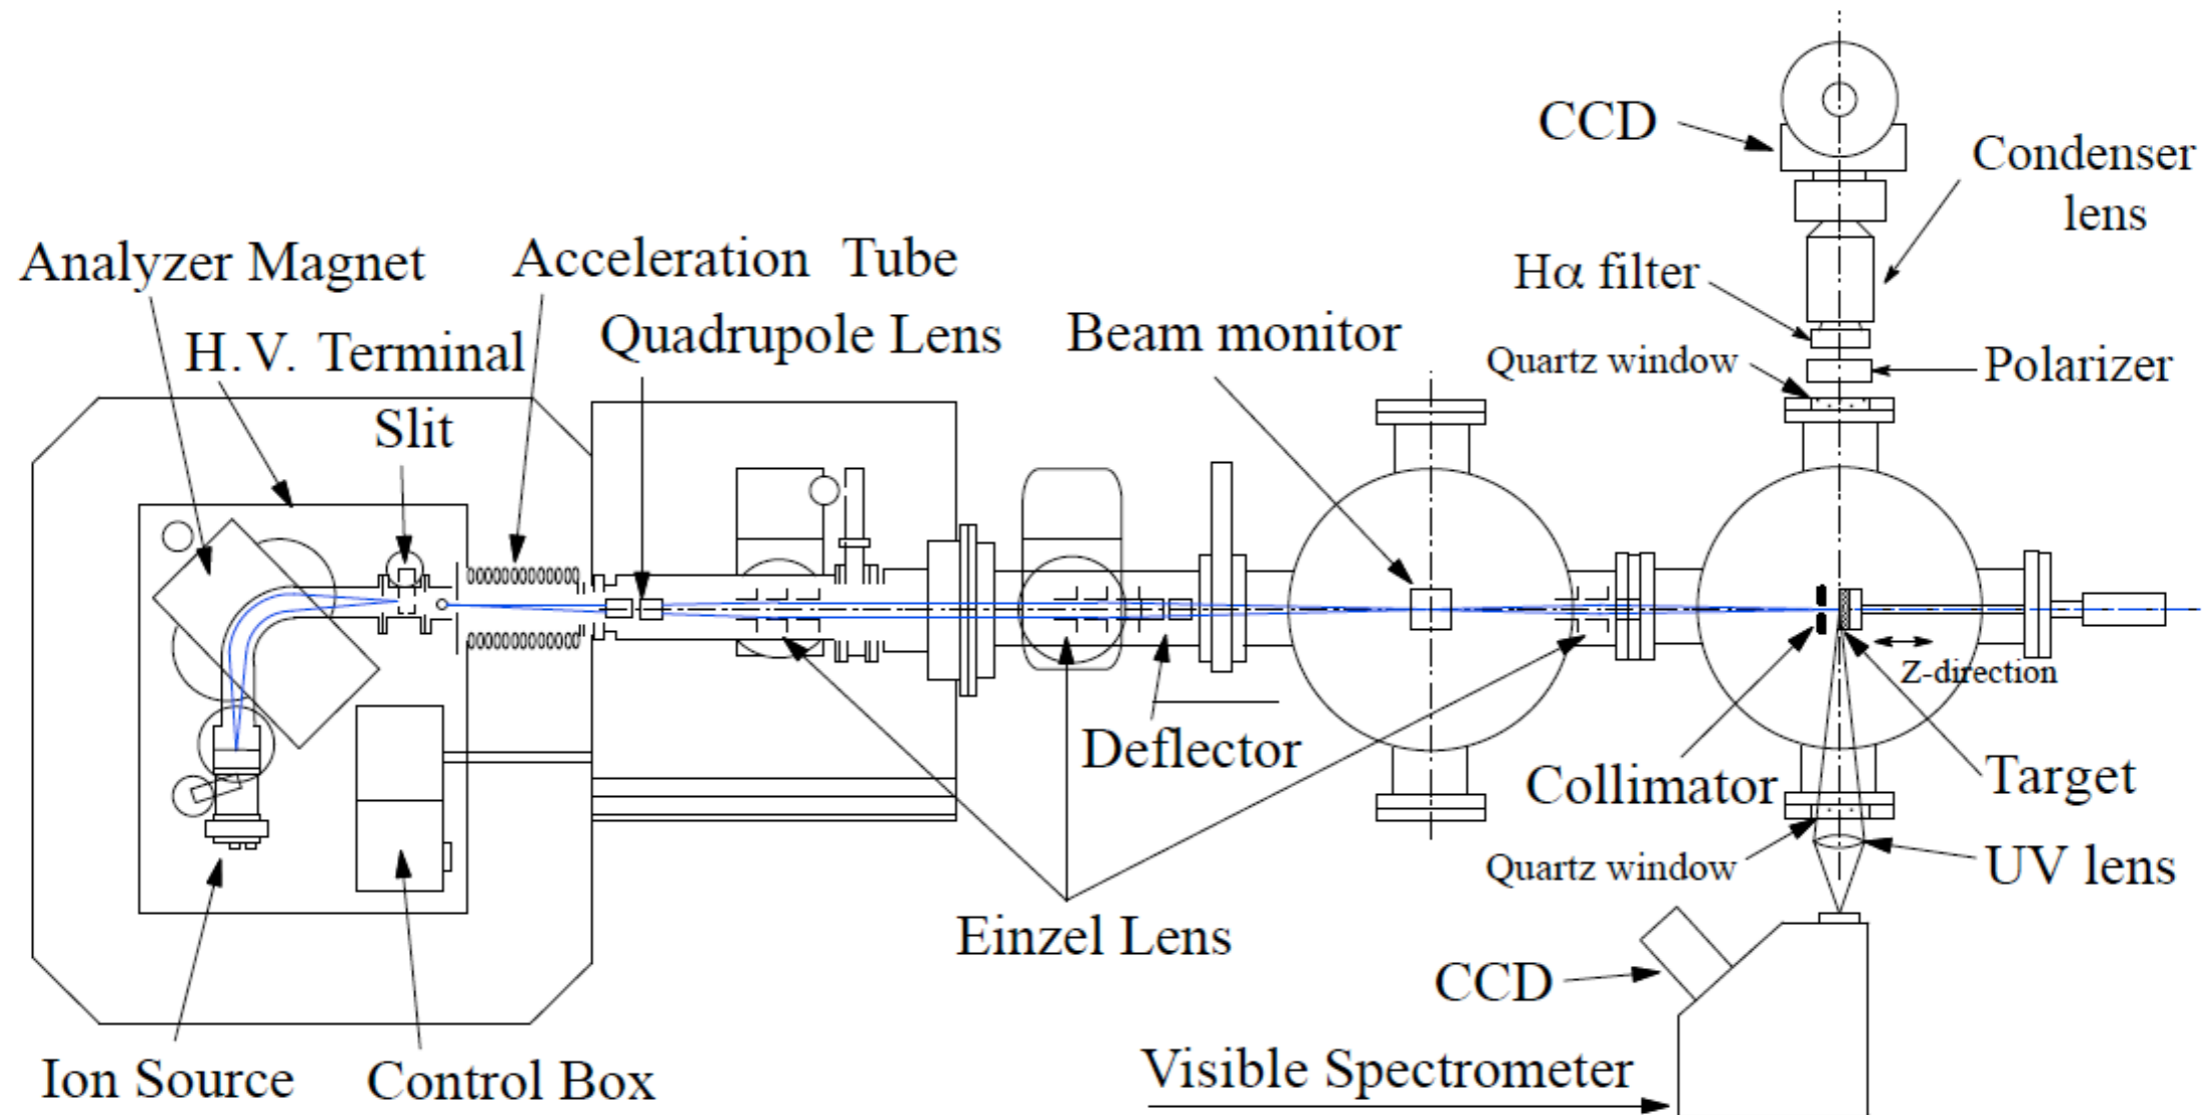 CCD
Condenser
lens
Analyzer Magnet
Acceleration Tube
Hα filter
H.V. Terminal
Quadrupole Lens
Beam monitor
Quartz window
Polarizer
Slit
Z-direction
Deflector
Collimator
Target
Quartz window
UV lens
Einzel Lens
CCD
Ion Source
Control Box
Visible Spectrometer